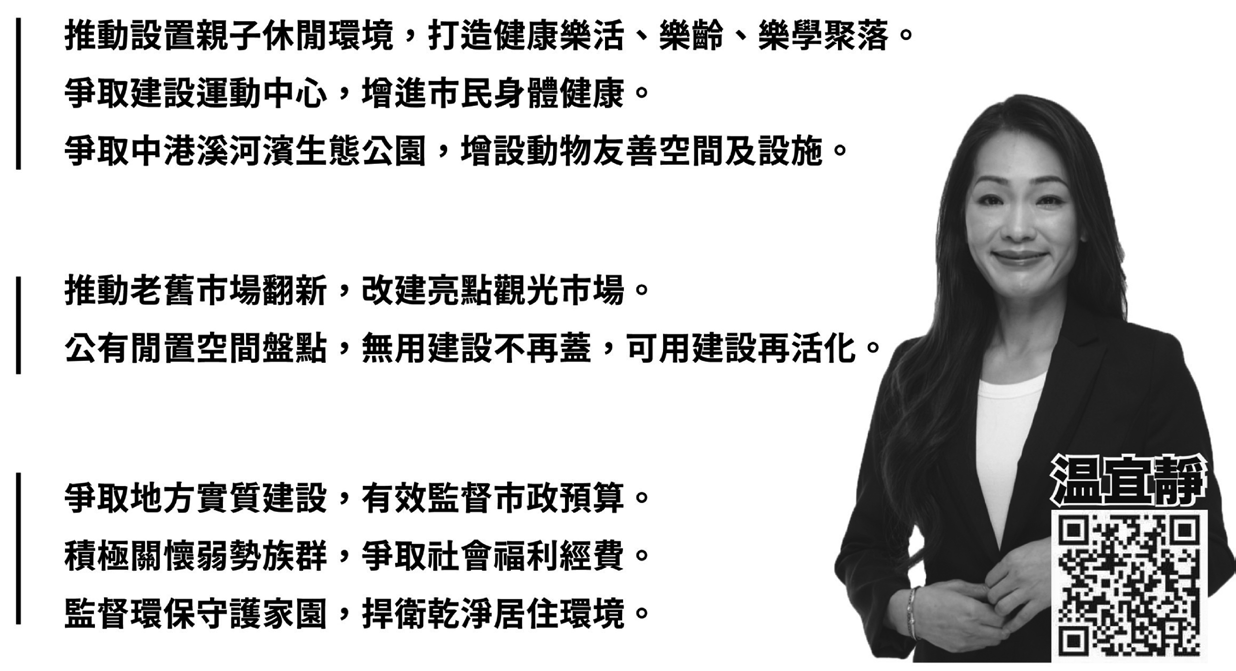 推動設置親子休閒環境，打造健康樂活、樂齡、樂學聚落。
爭取建設運動中心，增進市民身體健康。
爭取中港溪河濱生態公園，增設動物友善空間及設施。
推動老舊市場翻新，改建亮點觀光市場。
公有閒置空間盤點，無用建設不再蓋，可用建設再活化。
爭取地方實質建設，有效監督市政預算。
積極關懷弱勢族群，爭取社會福利經費。
監督環保守護家園，捍衛乾淨居住環境。
温宜靜